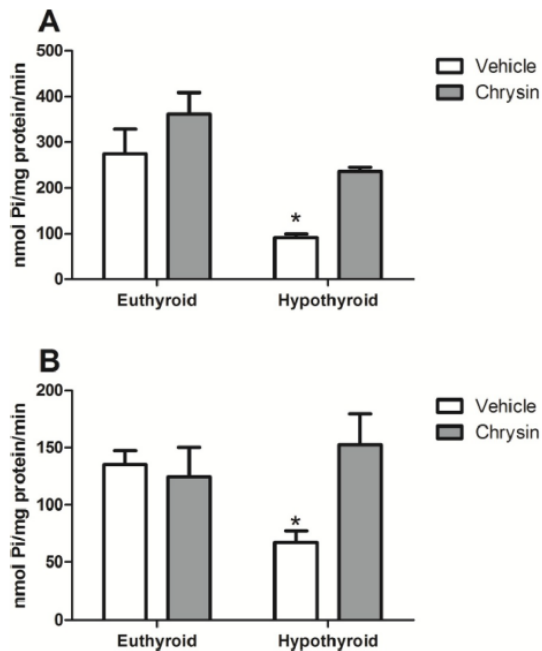 A
nmol Pi/mg protein/min
500
400
300
200
100
0
*
Euthyroid
Hypothyroid
Vehicle
Chrysin
B
nmol Pi/mg protein/min
200
150
100
50
0
*
Euthyroid
Hypothyroid
Vehicle
Chrysin